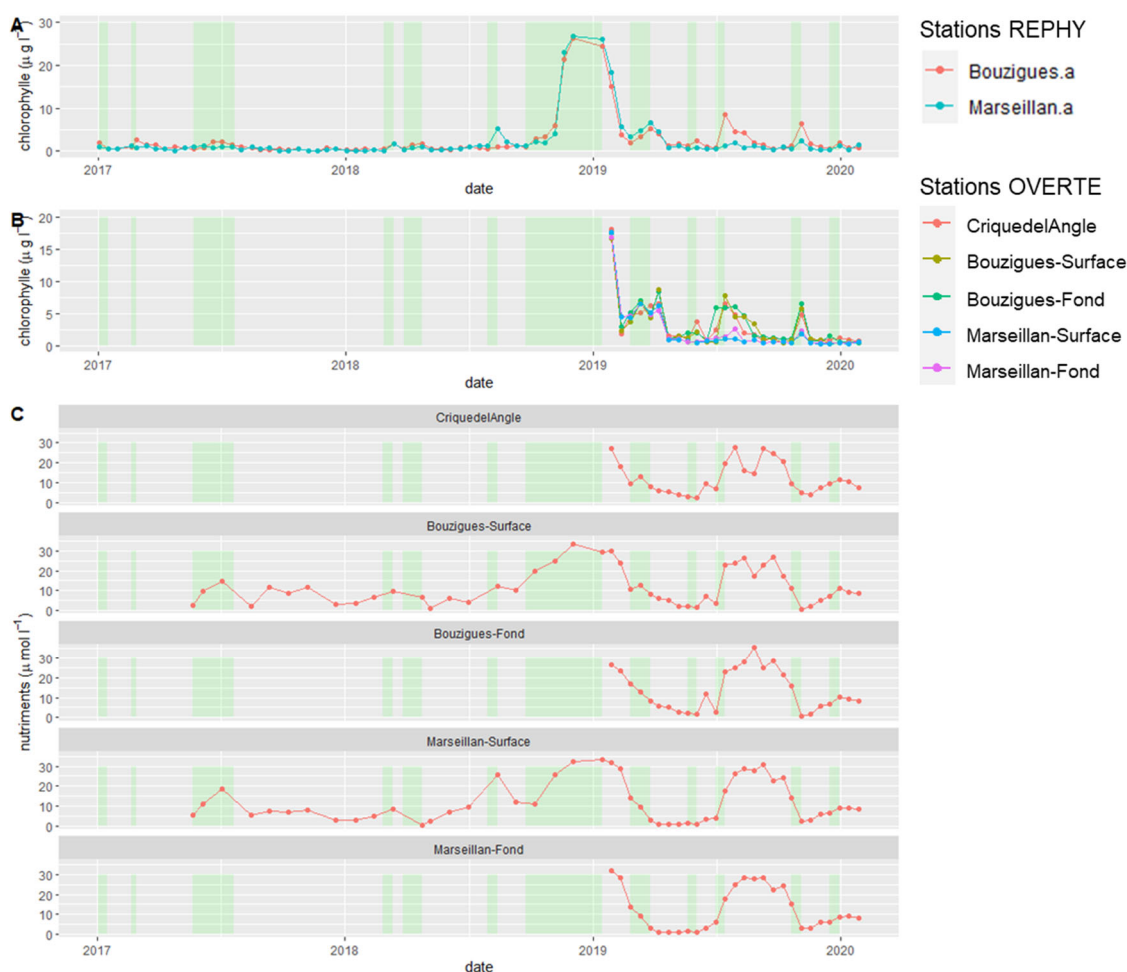 A
chlorophylle (μ g l⁻¹)
30
20
10
0
2017 2018 2019 2020
date
Stations REPHY
Bouzigues.a
Marseillan.a
B
chlorophylle (μ g l⁻¹)
20
15
10
5
0
2017 2018 2019 2020
date
Stations OVERTE
CriquedelAngle
Bouzigues-Surface
Bouzigues-Fond
Marseillan-Surface
Marseillan-Fond
C
nutriments (μ mol l⁻¹)
CriquedelAngle
30
20
10
0
Bouzigues-Surface
30
20
10
0
Bouzigues-Fond
30
20
10
0
Marseillan-Surface
30
20
10
0
Marseillan-Fond
30
20
10
0
2017 2018 2019 2020
date